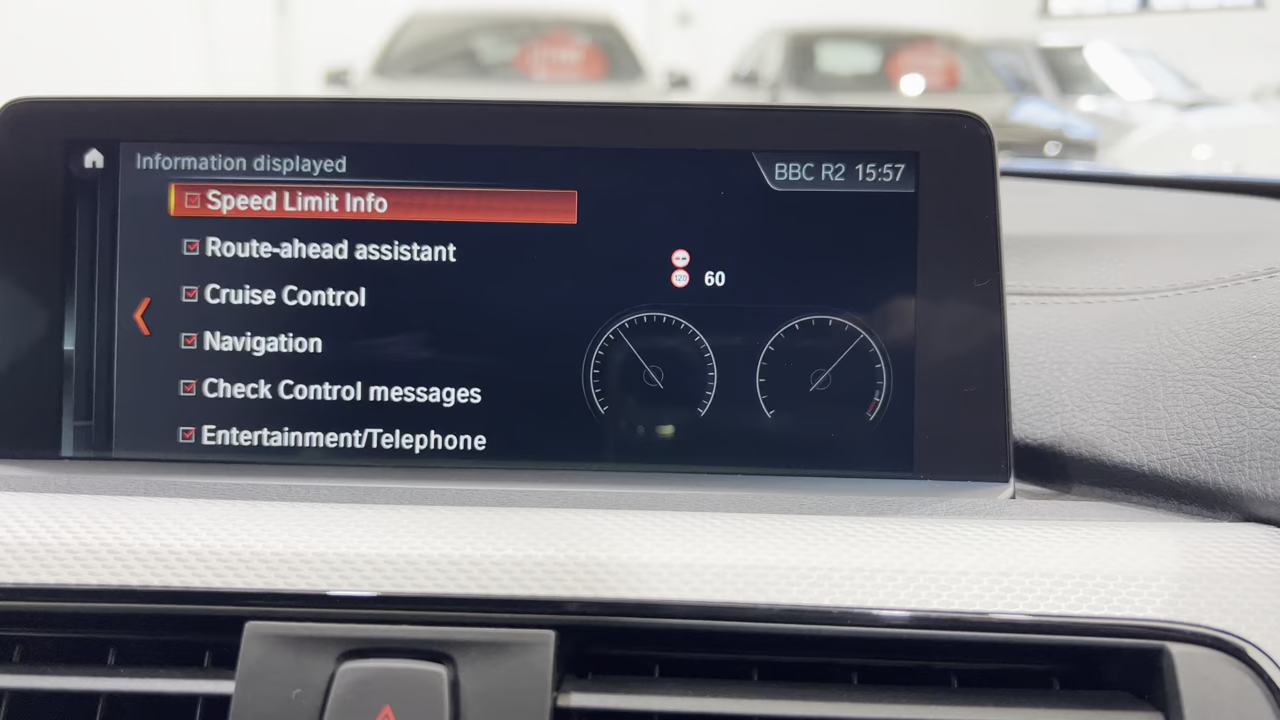 Information displayed
BBC R2 15:57
Speed Limit Info
Route-ahead assistant
Cruise Control
Navigation
Check Control messages
Entertainment/Telephone
120
60